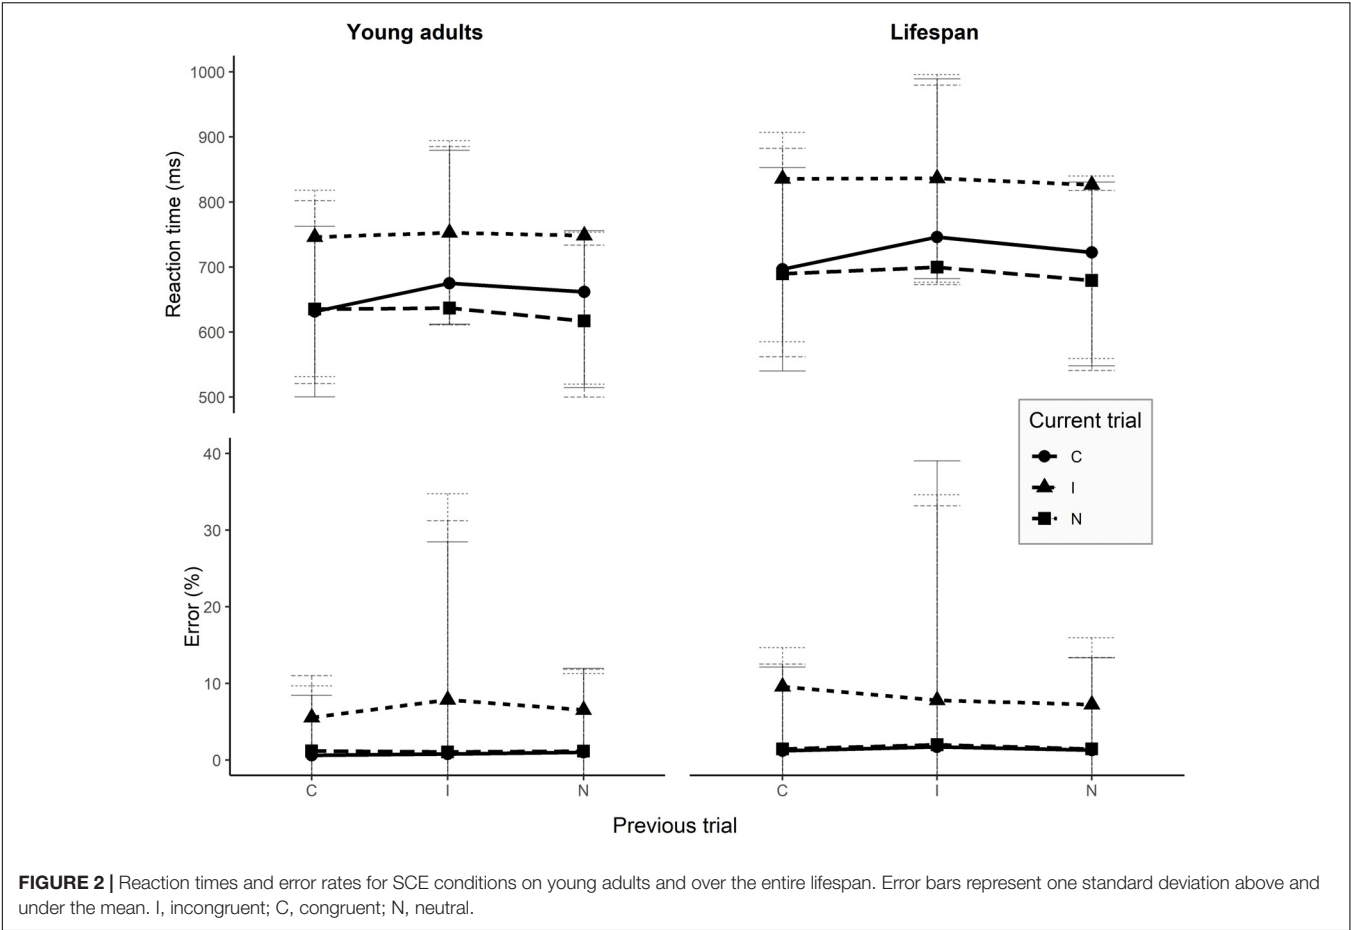 Young adults
Lifespan
Reaction time (ms)
1000
900
800
700
600
500
Error (%)
40
30
20
10
0
Current trial
C
I
N
C
I
N
C
I
N
Previous trial
FIGURE 2 | Reaction times and error rates for SCE conditions on young adults and over the entire lifespan. Error bars represent one standard deviation above and
under the mean. I, incongruent; C, congruent; N, neutral.